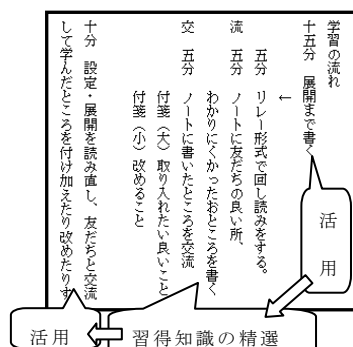 学習の流れ
十五分　展開まで書く
←
五分　リレー形式で回し読みをする。
流　五分　ノートに友だちの良い所、
わかりにくかったおところを書く
交　五分　ノートに書いたところを交流
付箋（大）取り入れたい良いこと
付箋（小）改めること
十分　設定・展開を読み直し、友だちと交流
して学んだところを付け加えたり改めたりす
活用
習得知識の精選
活用